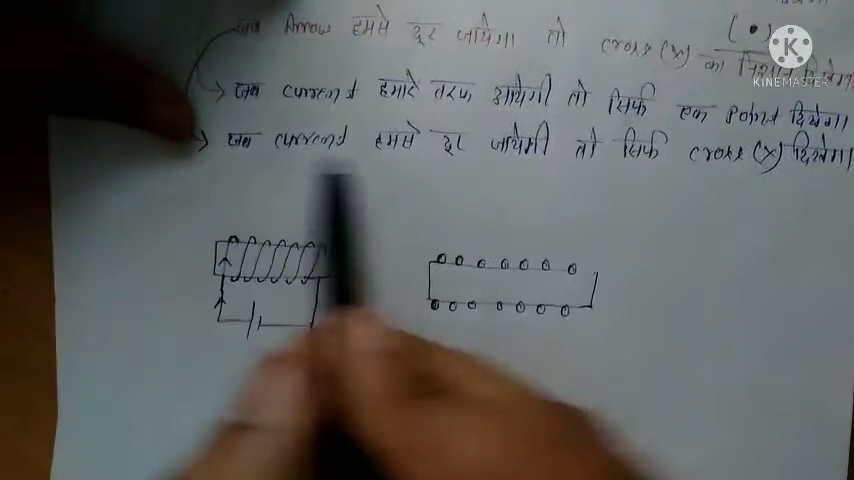 जब Arrow हमसे दूर जायेगा तो cross (x) का निशान दिखेगा
(•)
KINEMASTER
जब current हमारे तरफ आयेगी तो सिर्फ एक point दिखेगा।
जब current हमसे दूर जायेगी तो सिर्फ cross (x) दिखेगा।